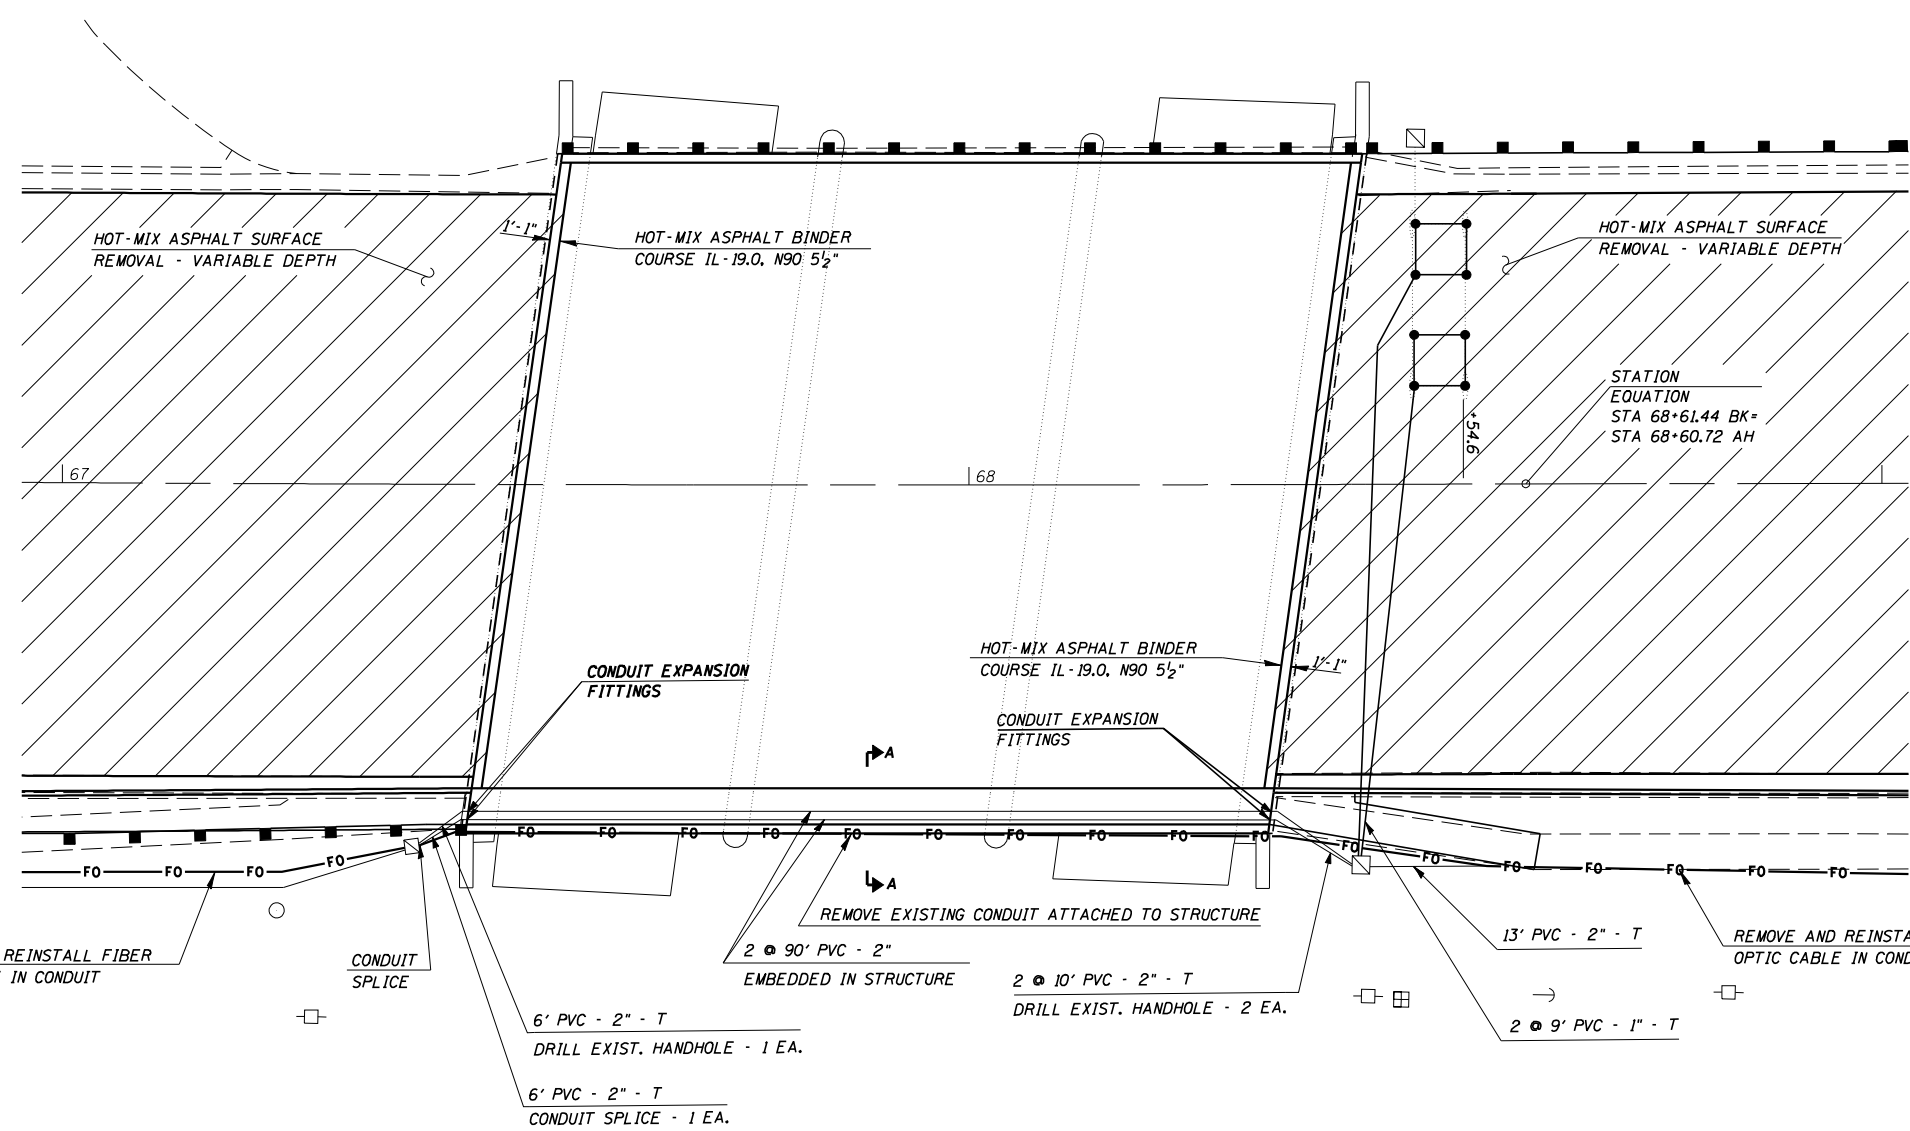 HOT-MIX ASPHALT SURFACE
REMOVAL - VARIABLE DEPTH
1'-1"
HOT-MIX ASPHALT BINDER
COURSE IL-19.0, N90 5½"
HOT-MIX ASPHALT SURFACE
REMOVAL - VARIABLE DEPTH
STATION
EQUATION
STA 68+61.44 BK=
STA 68+60.72 AH
+54.6
67
68
HOT-MIX ASPHALT BINDER
COURSE IL-19.0, N90 5½"
1'-1"
CONDUIT EXPANSION
FITTINGS
CONDUIT EXPANSION
FITTINGS
A
A
FO FO FO FO FO FO FO FO FO FO
FO FO FO FO
FO FO FO FO FO FO FO
REMOVE EXISTING CONDUIT ATTACHED TO STRUCTURE
REINSTALL FIBER
IN CONDUIT
CONDUIT
SPLICE
2 @ 90' PVC - 2"
EMBEDDED IN STRUCTURE
2 @ 10' PVC - 2" - T
DRILL EXIST. HANDHOLE - 2 EA.
13' PVC - 2" - T
REMOVE AND REINSTA
OPTIC CABLE IN COND
6' PVC - 2" - T
DRILL EXIST. HANDHOLE - 1 EA.
2 @ 9' PVC - 1" - T
6' PVC - 2" - T
CONDUIT SPLICE - 1 EA.